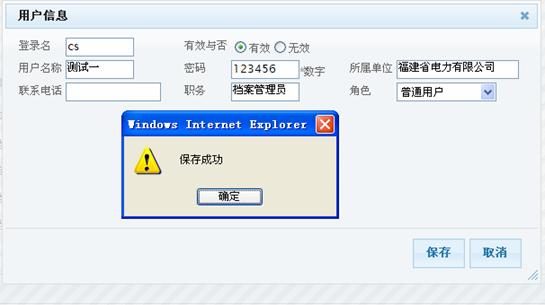 用户信息
登录名 cs 有效与否 有效 无效
用户名称 测试一 密码 123456 *数字 所属单位 福建省电力有限公司
联系电话 职务 档案管理员 角色 普通用户
Windows Internet Explorer
保存成功
确定
保存 取消